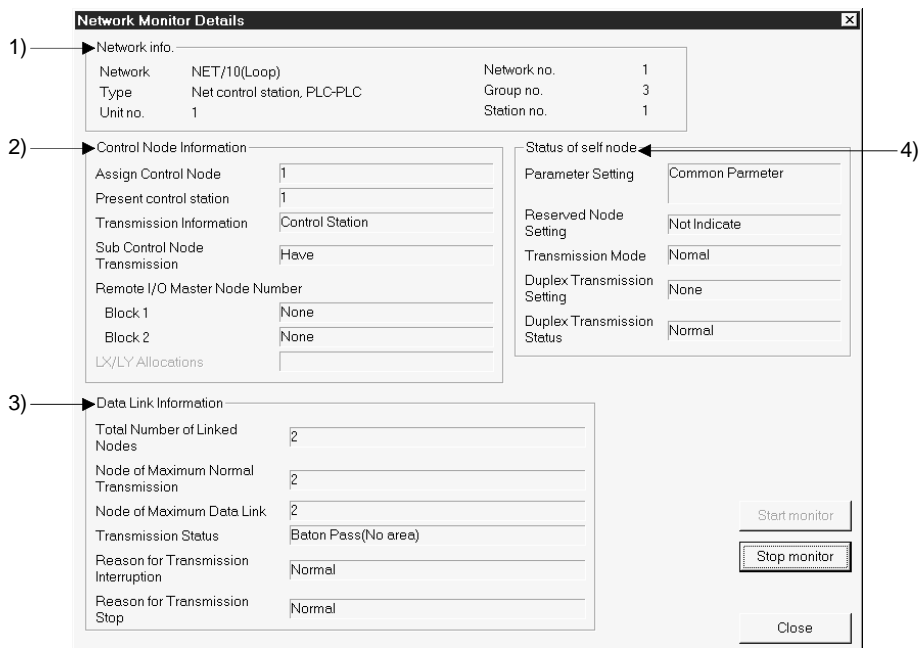 Network Monitor Details
1)
Network info.
Network NET/10(Loop) Network no. 1
Type Net control station, PLC-PLC Group no. 3
Unit no. 1 Station no. 1
2)
Control Node Information
Assign Control Node 1
Present control station 1
Transmission Information Control Station
Sub Control Node
Transmission Have
Remote I/O Master Node Number
Block 1 None
Block 2 None
LX/LY Allocations
4)
Status of self node
Parameter Setting Common Parmeter
Reserved Node
Setting Not Indicate
Transmission Mode Nomal
Duplex Transmission
Setting None
Duplex Transmission
Status Normal
3)
Data Link Information
Total Number of Linked
Nodes 2
Node of Maximum Normal
Transmission 2
Node of Maximum Data Link 2
Transmission Status Baton Pass(No area)
Reason for Transmission
Interruption Normal
Reason for Transmission
Stop Normal
Start monitor
Stop monitor
Close